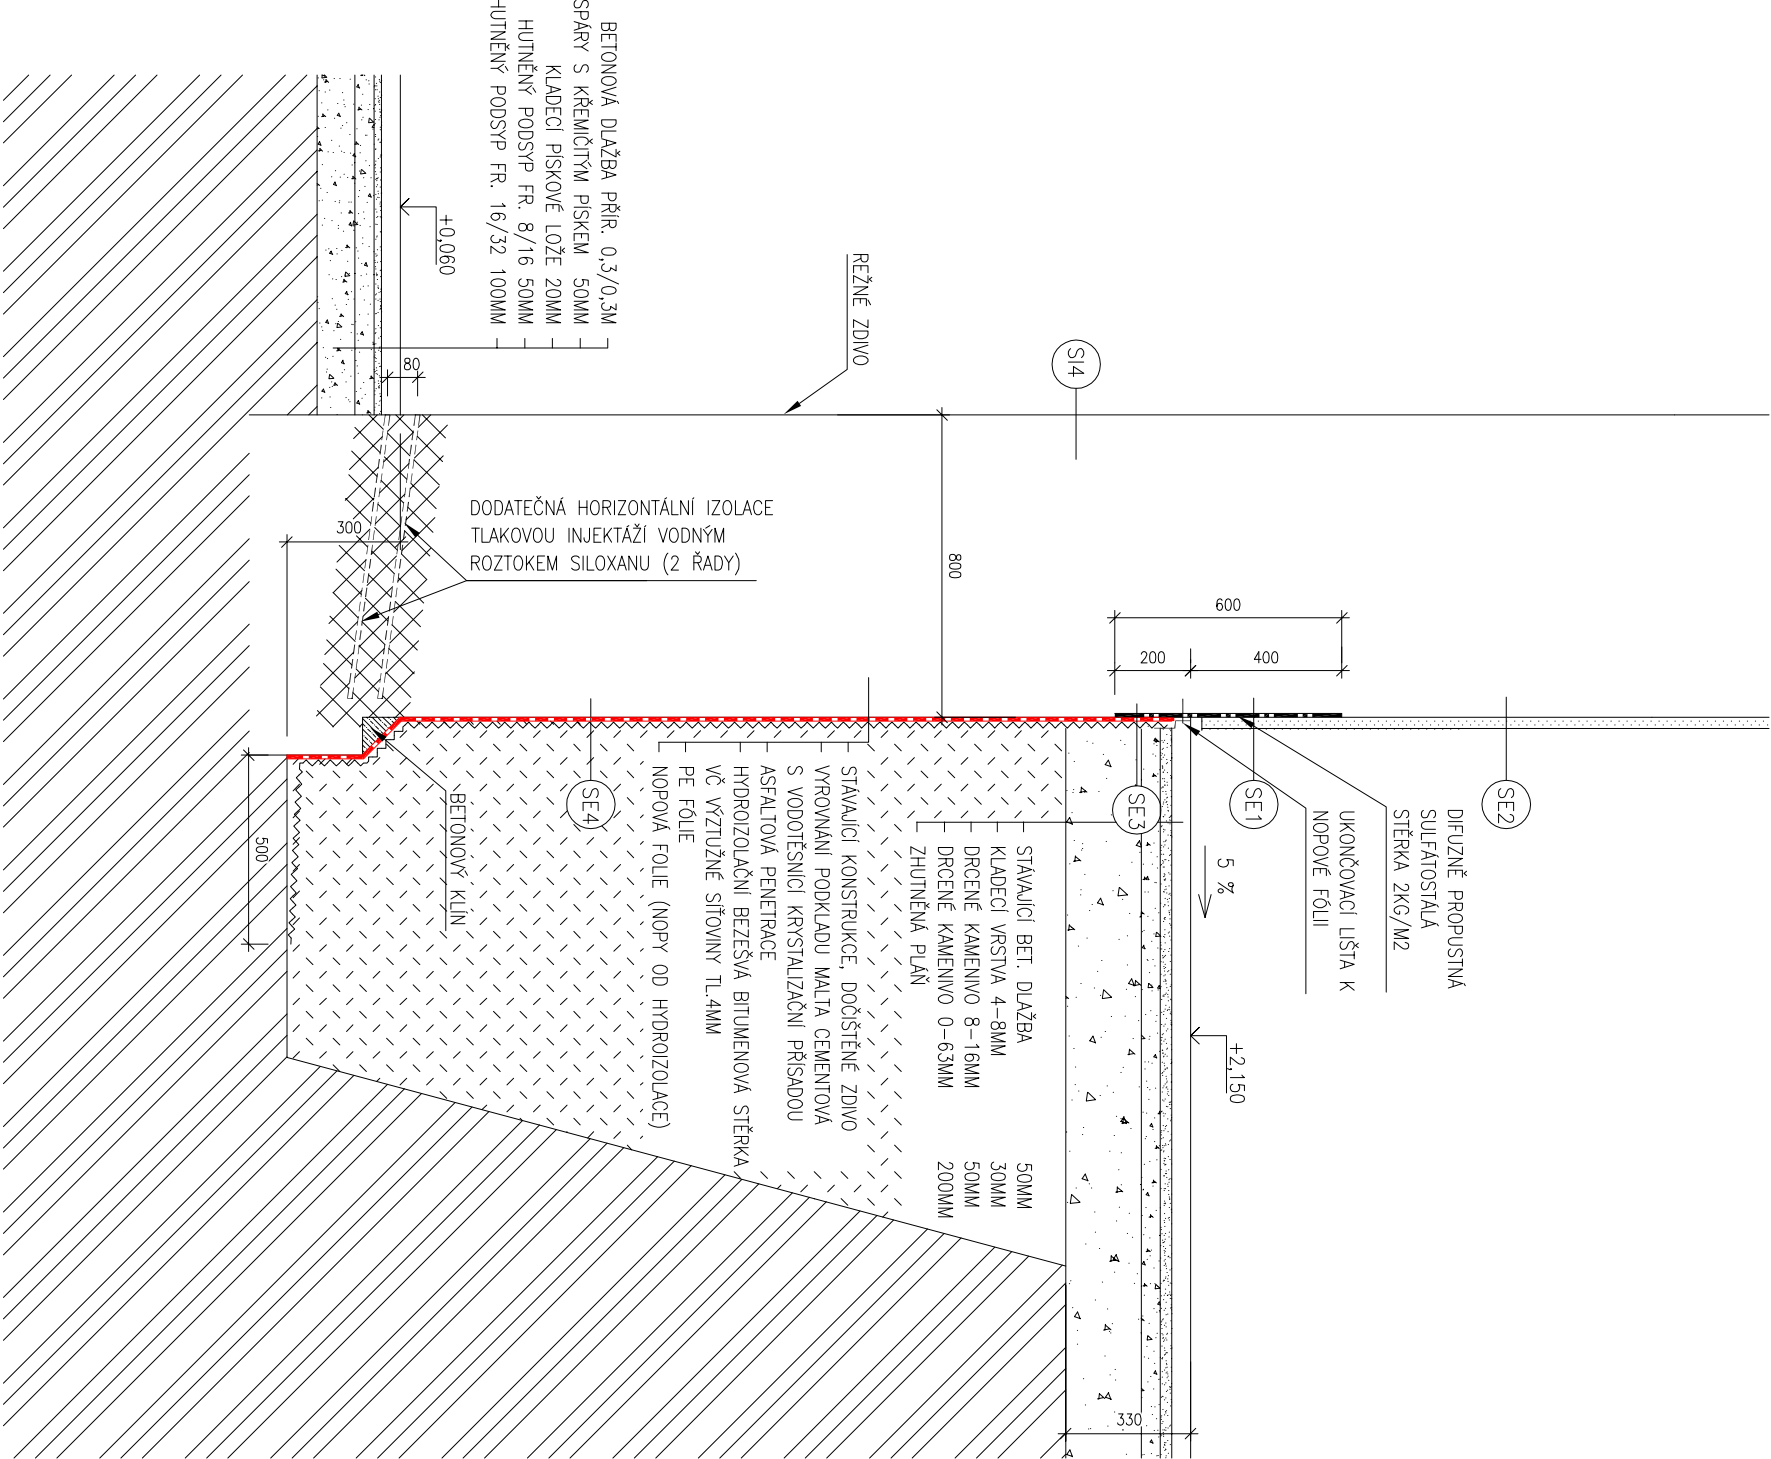 BETONOVÁ DLAŽBA PŘÍR. 0,3/0,3M
SPÁRY S KŘEMIČITÝM PÍSKEM 50MM
KLADECÍ PÍSKOVÉ LOŽE 20MM
HUTNĚNÝ PODSYP FR. 8/16 50MM
HUTNĚNÝ PODSYP FR. 16/32 100MM
+0,060
80
REŽNÉ ZDIVO
SI4
DODATEČNÁ HORIZONTÁLNÍ IZOLACE
TLAKOVOU INJEKTÁŽÍ VODNÝM
ROZTOKEM SILOXANU (2 ŘADY)
300
800
600
200
400
SE2
SE1
SE3
SE4
DIFUZNĚ PROPUSTNÁ
SULFÁTOSTÁLÁ
STĚRKA 2KG/M2
UKONČOVACÍ LIŠTA K
NOPOVÉ FÓLII
5 %
+2,150
STÁVAJÍCÍ BET. DLAŽBA 50MM
KLADECÍ VRSTVA 4-8MM 30MM
DRCENÉ KAMENIVO 8-16MM 50MM
DRCENÉ KAMENIVO 0-63MM 200MM
ZHUTNĚNÁ PLÁŇ
STÁVAJÍCÍ KONSTRUKCE, DOČIŠTĚNÉ ZDIVO
VYROVNÁNÍ PODKLADU MALTA CEMENTOVÁ
S VODOTĚSNÍCÍ KRYSTALIZAČNÍ PŘÍSADOU
ASFALTOVÁ PENETRACE
HYDROIZOLAČNÍ BEZEŠVÁ BITUMENOVÁ STĚRKA
VČ VÝZTUŽNÉ SÍŤOVINY TL.4MM
PE FÓLIE
NOPOVÁ FOLIE (NOPY OD HYDROIZOLACE)
BETONOVÝ KLÍN
500
330